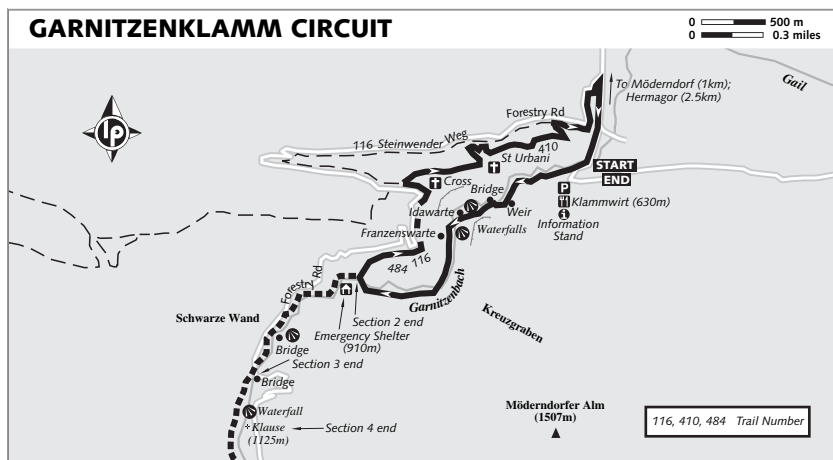 GARNITZENKLAMM CIRCUIT
0 500 m
0 0.3 miles
To Möderndorf (1km);
Hermagor (2.5km)
Gail
lp
Forestry Rd
116 Steinwender Weg
410
St Urbani
START
END
P
Cross
Bridge
Klammwirt (630m)
Idawarte
Weir
i
Information
Stand
Franzenswarte
Waterfalls
484 116
Forestry Rd
Garnitzenbach
Kreuzgraben
Section 2 end
Schwarze Wand
Emergency Shelter
(910m)
Bridge
Section 3 end
Bridge
Waterfall
Klause
(1125m)
Section 4 end
Möderndorfer Alm
(1507m)
116, 410, 484 Trail Number